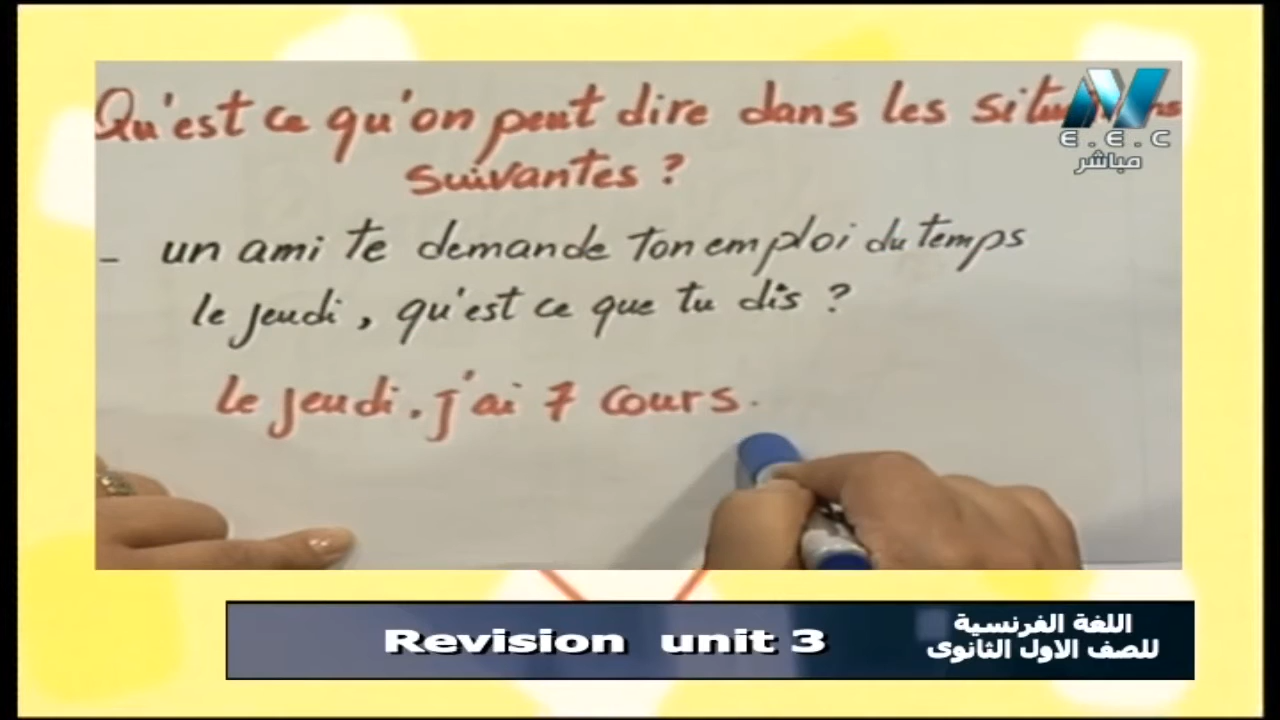 Qu'est ce qu'on peut dire dans les
suivantes ?
E.E.C
مباشر
- un ami te demande ton emploi du temps
le jeudi, qu'est ce que tu dis ?
le jeudi. j'ai 7 cours.
Revision unit 3
اللغة الفرنسية
للصف الاول الثانوى